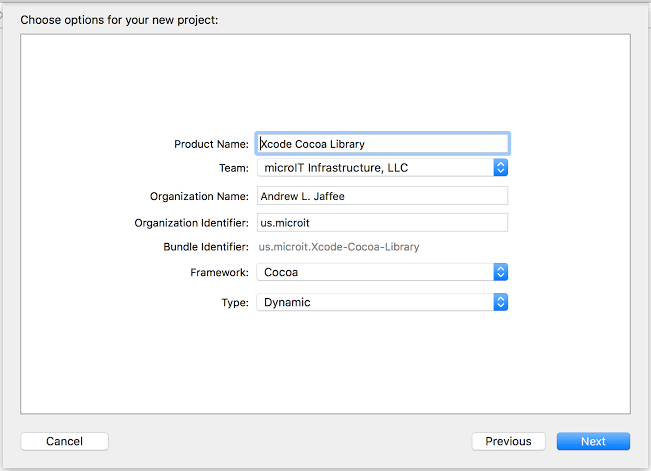 Choose options for your new project:
Product Name: Xcode Cocoa Library
Team: microIT Infrastructure, LLC
Organization Name: Andrew L. Jaffee
Organization Identifier: us.microit
Bundle Identifier: us.microit.Xcode-Cocoa-Library
Framework: Cocoa
Type: Dynamic
Cancel Previous Next